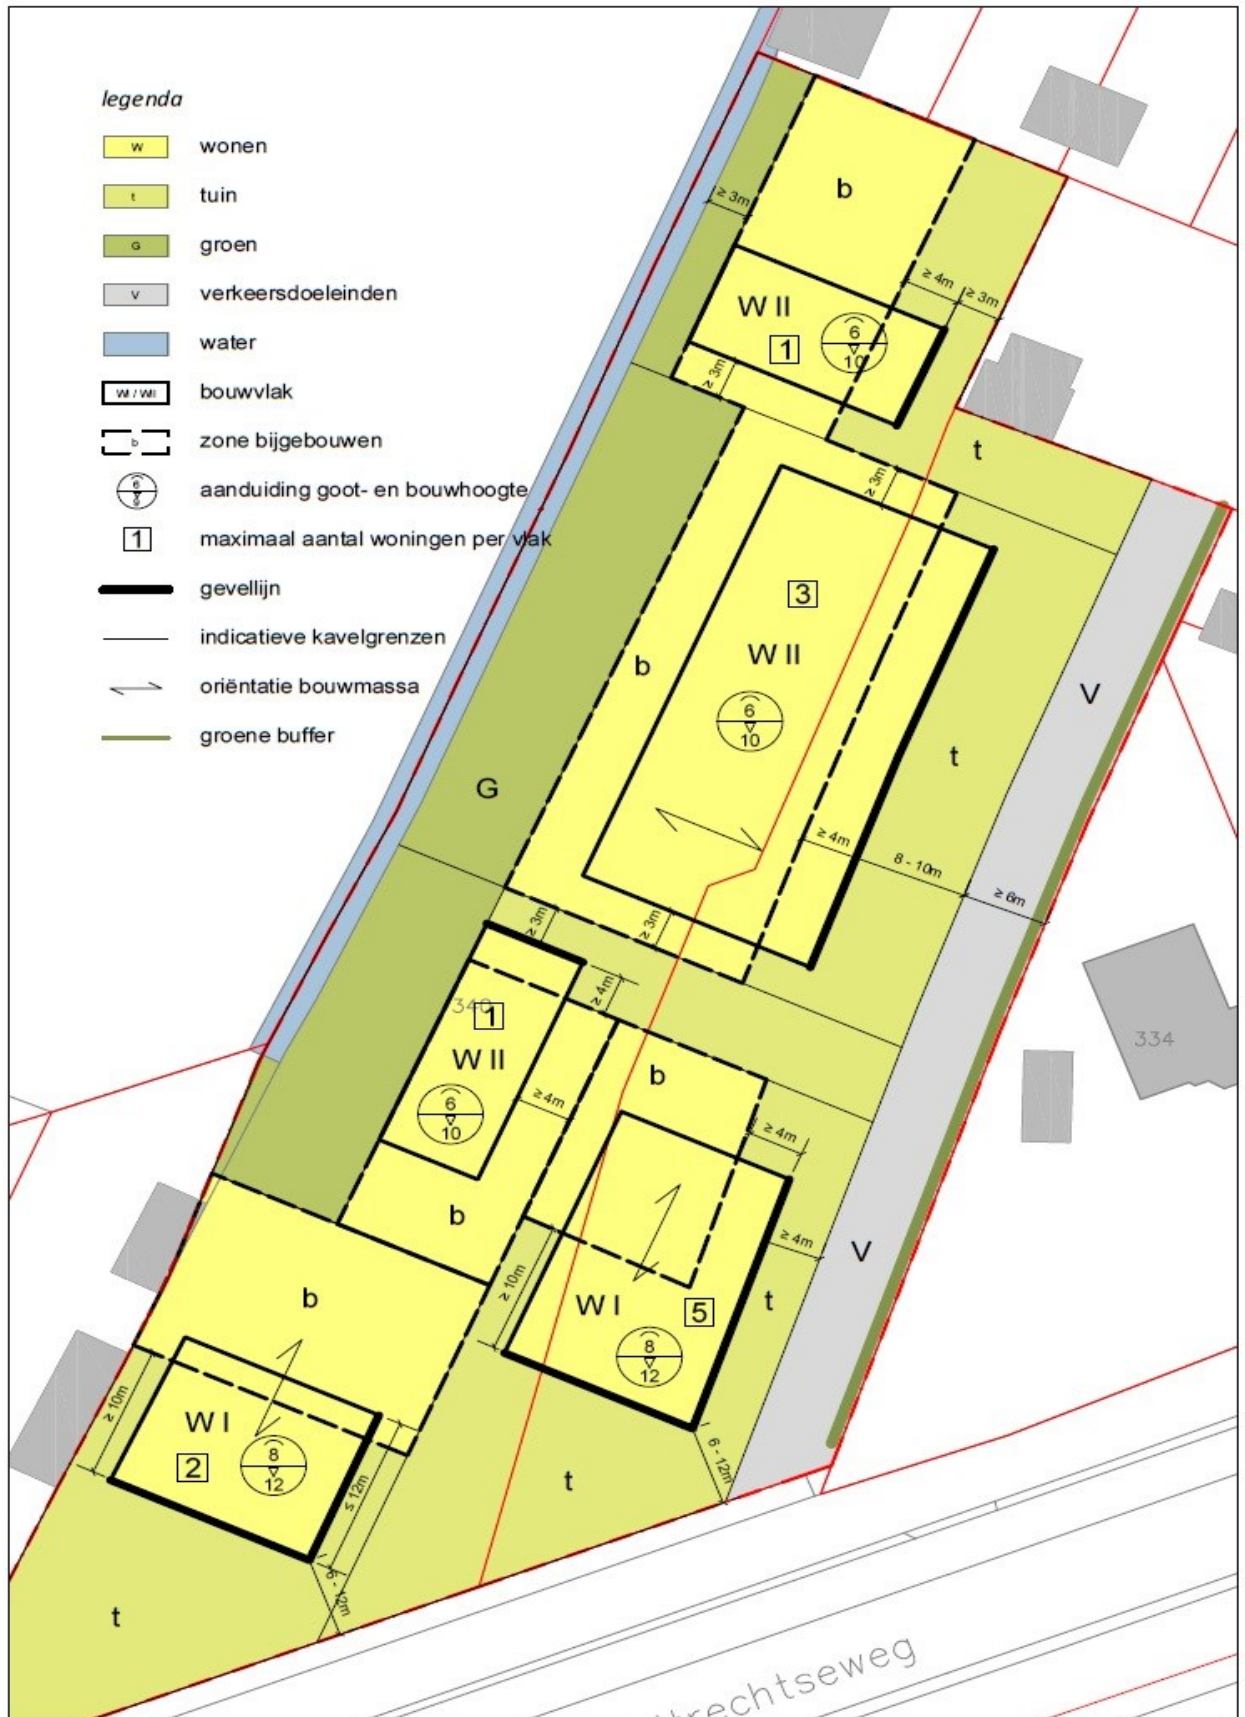 legenda
W wonen
t tuin
G groen
V verkeersdoeleinden
water
WI / WII bouwvlak
b zone bijgebouwen
6 9 aanduiding goot- en bouwhoogte
1 maximaal aantal woningen per vlak
gevellijn
indicatieve kavelgrenzen
oriëntatie bouwmassa
groene buffer
b
≥ 3m
≥ 4m
≥ 3m
W II
1
6
10
≥ 3m
t
≥ 3m
3
W II
b
6
10
V
t
G
≥ 4m
8 - 10m
≥ 6m
≥ 3m
≥ 3m
≥ 4m
340
1
W II
334
b
6
10
≥ 4m
≥ 4m
b
≥ 4m
V
≥ 10m
b
W I
5
t
8
12
≥ 10m
W I
2
8
12
≤ 12m
6 - 12m
t
6 - 12m
t
trechtseweg